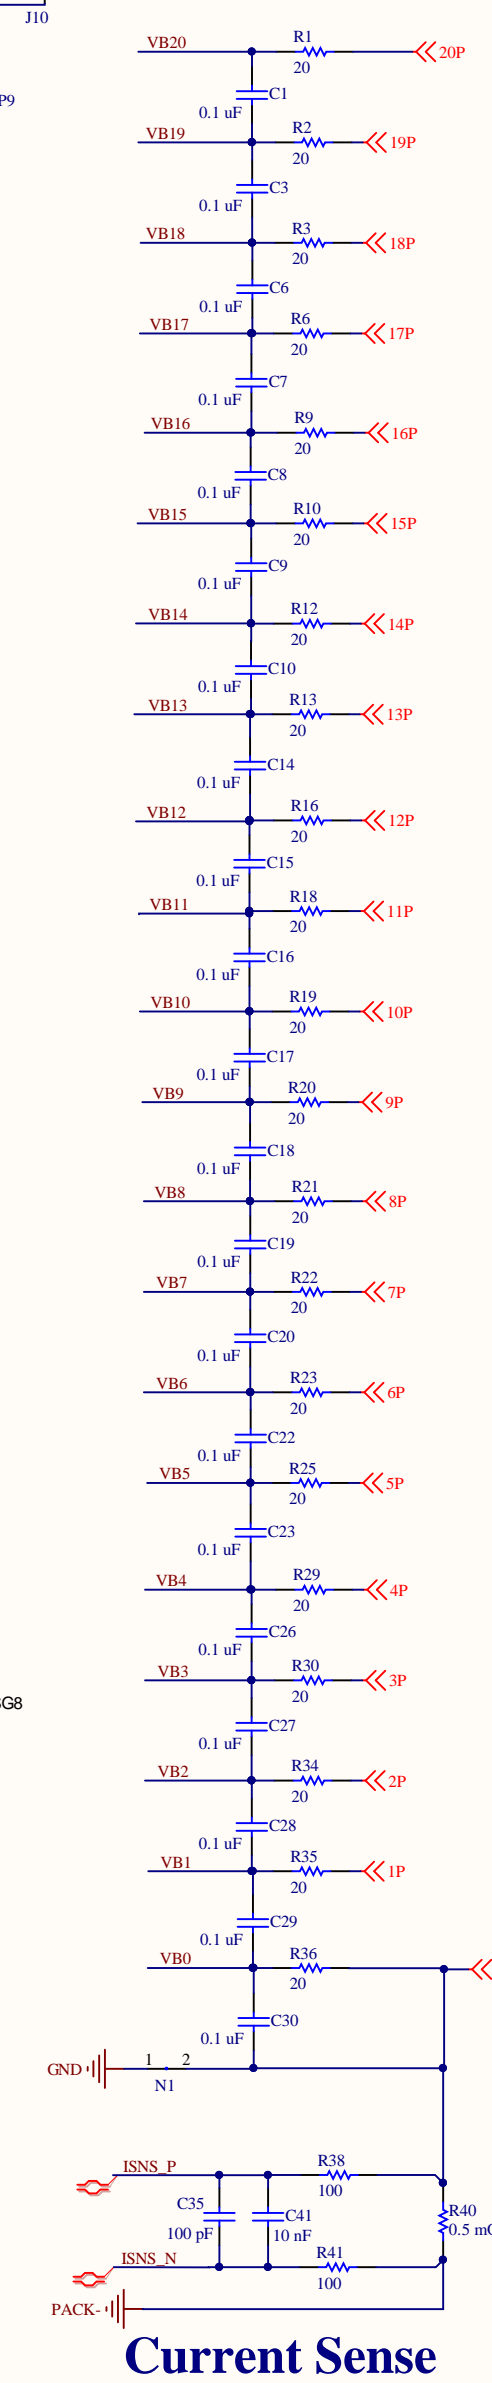 J10
VB20 R1 20P
20
C1
P9
0.1 uF
VB19 R2 19P
20
C3
0.1 uF
VB18 R3 18P
20
C6
0.1 uF
VB17 R6 17P
20
C7
0.1 uF
VB16 R9 16P
20
C8
0.1 uF
VB15 R10 15P
20
C9
0.1 uF
VB14 R12 14P
20
C10
0.1 uF
VB13 R13 13P
20
C14
0.1 uF
VB12 R16 12P
20
C15
0.1 uF
VB11 R18 11P
20
C16
0.1 uF
VB10 R19 10P
20
C17
0.1 uF
VB9 R20 9P
20
C18
0.1 uF
VB8 R21 8P
20
C19
0.1 uF
VB7 R22 7P
20
C20
0.1 uF
VB6 R23 6P
20
C22
0.1 uF
VB5 R25 5P
20
C23
0.1 uF
VB4 R29 4P
20
C26
0.1 uF
VB3 R30 3P
20
G8
C27
0.1 uF
VB2 R34 2P
20
C28
0.1 uF
VB1 R35 1P
20
C29
0.1 uF
VB0 R36
20
C30
0.1 uF
GND 1 2
N1
ISNS_P R38
100
C35 C41 R40
100 pF 10 nF 0.5 m
ISNS_N R41
100
PACK-
Current Sense